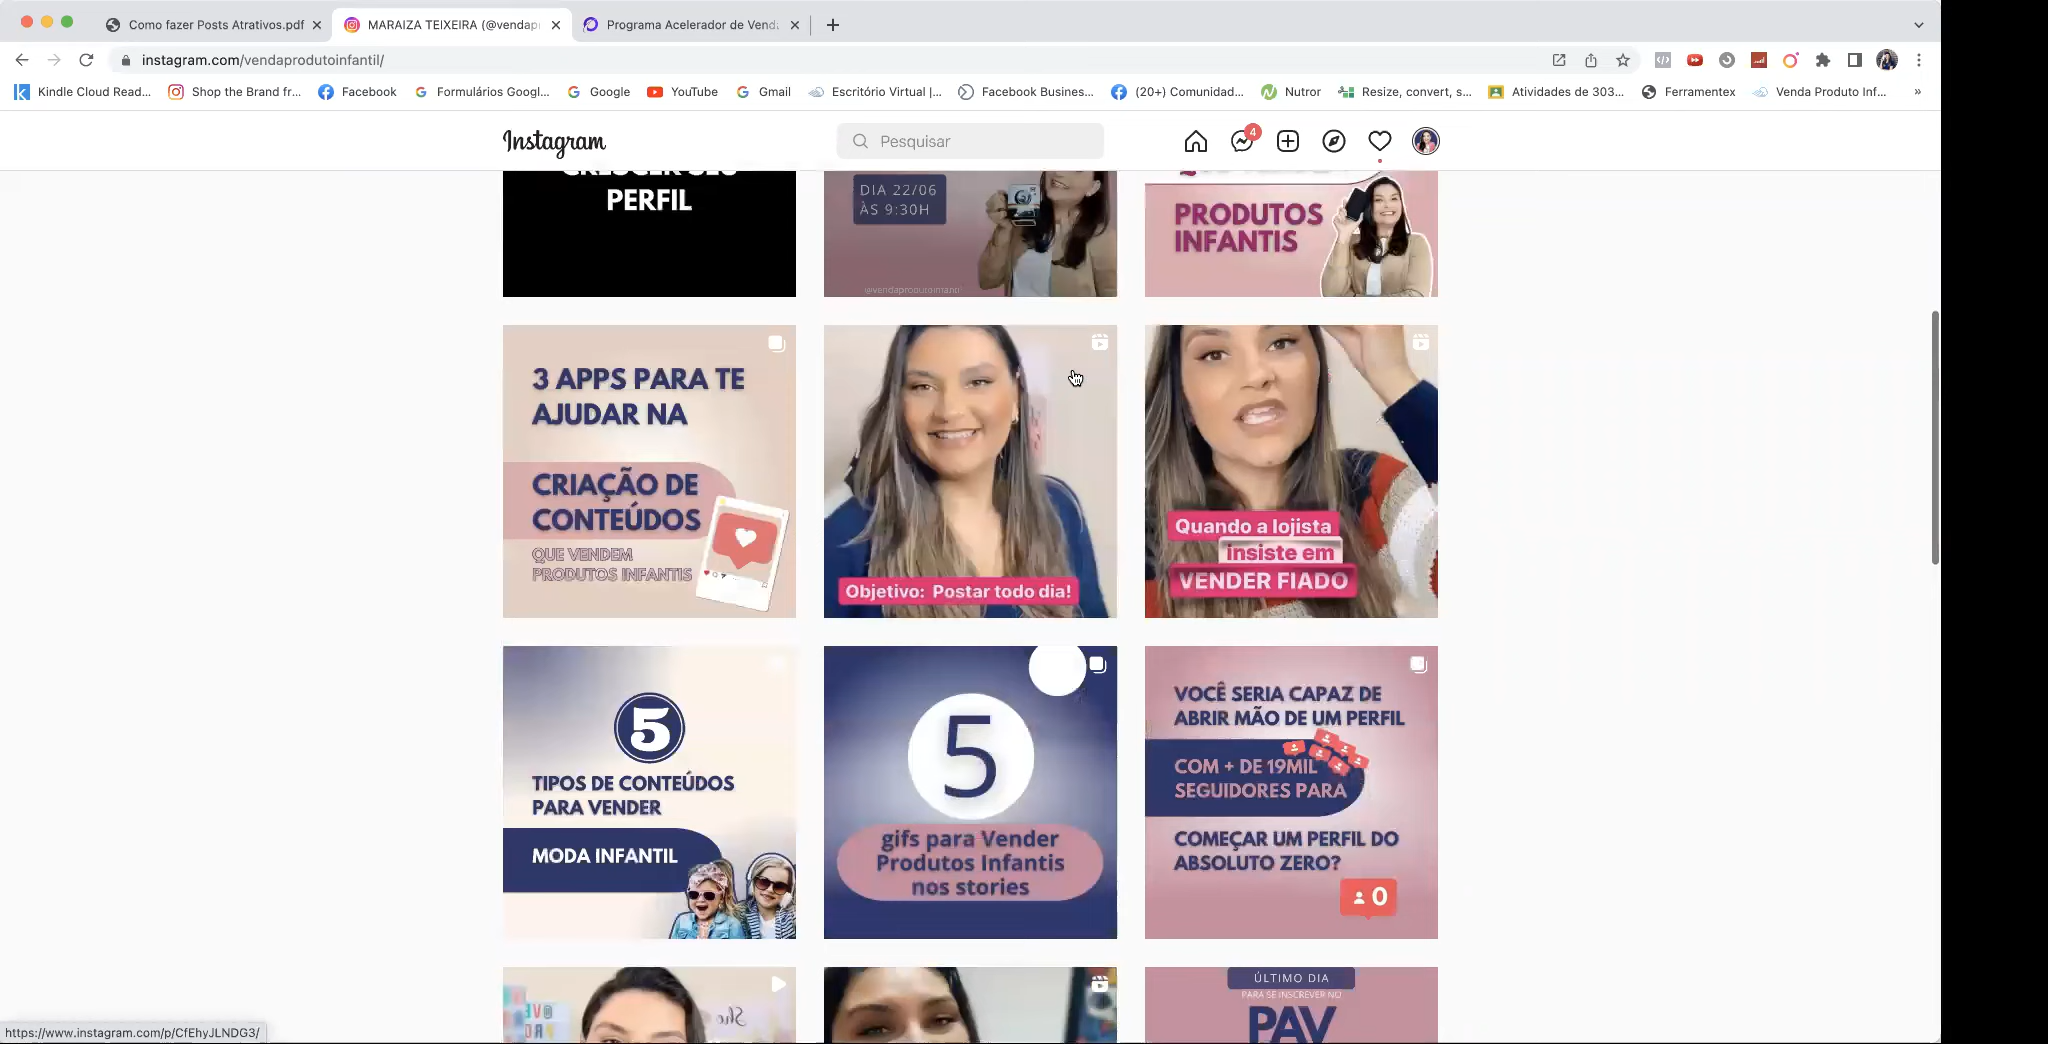 Como fazer Posts Atrativos.pdf
MARAIZA TEIXEIRA (@vendap
Programa Acelerador de Venda
instagram.com/vendaprodutoinfantil/
Kindle Cloud Read...
Shop the Brand fr...
Facebook
Formulários Googl...
Google
YouTube
Gmail
Escritório Virtual |...
Facebook Busines...
(20+) Comunidad...
Nutror
Resize, convert, s...
Atividades de 303...
Ferramentex
Venda Produto Inf...
»
Instagram
Pesquisar
4
CRESCER SEU
PERFIL
DIA 22/06
ÀS 9:30H
@vendaprodutoinfantil
PRODUTOS
INFANTIS
3 APPS PARA TE
AJUDAR NA
CRIAÇÃO DE
CONTEÚDOS
QUE VENDEM
PRODUTOS INFANTIS
Objetivo: Postar todo dia!
Quando a lojista
insiste em
VENDER FIADO
5
TIPOS DE CONTEÚDOS
PARA VENDER
MODA INFANTIL
5
gifs para Vender
Produtos Infantis
nos stories
VOCÊ SERIA CAPAZ DE
ABRIR MÃO DE UM PERFIL
COM + DE 19MIL
SEGUIDORES PARA
COMEÇAR UM PERFIL DO
ABSOLUTO ZERO?
0
She
ÚLTIMO DIA
PARA SE INSCREVER NO
PAV
https://www.instagram.com/p/CfEhyJLNDG3/